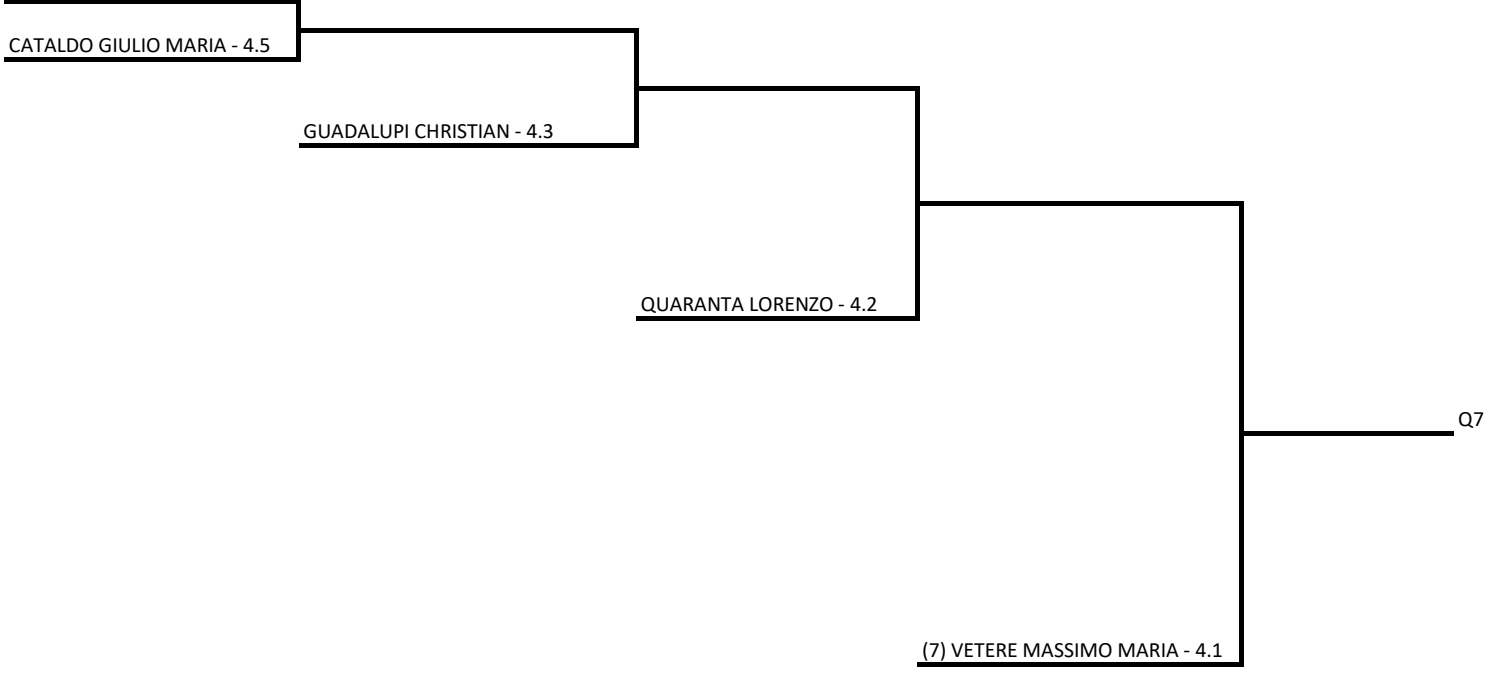 CATALDO GIULIO MARIA - 4.5
GUADALUPI CHRISTIAN - 4.3
QUARANTA LORENZO - 4.2
Q7
(7) VETERE MASSIMO MARIA - 4.1